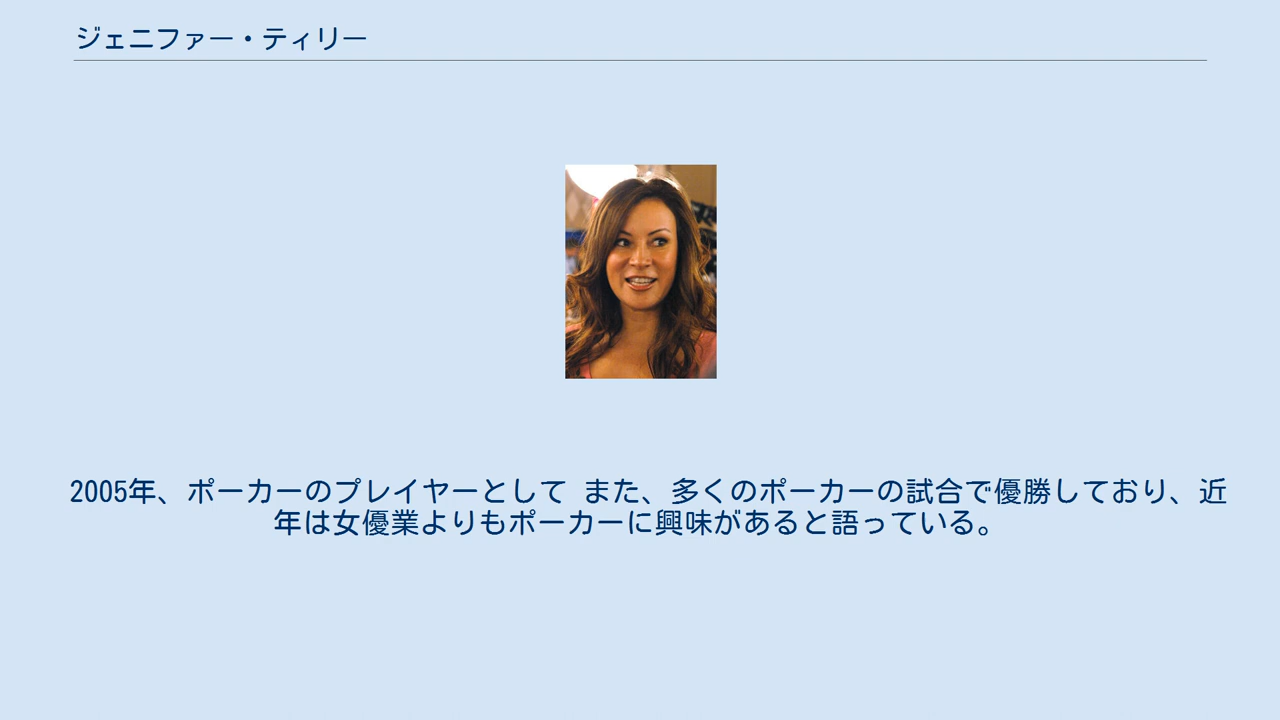 ジェニファー・ティリー
2005年、ポーカーのプレイヤーとして また、多くのポーカーの試合で優勝しており、近
年は女優業よりもポーカーに興味があると語っている。